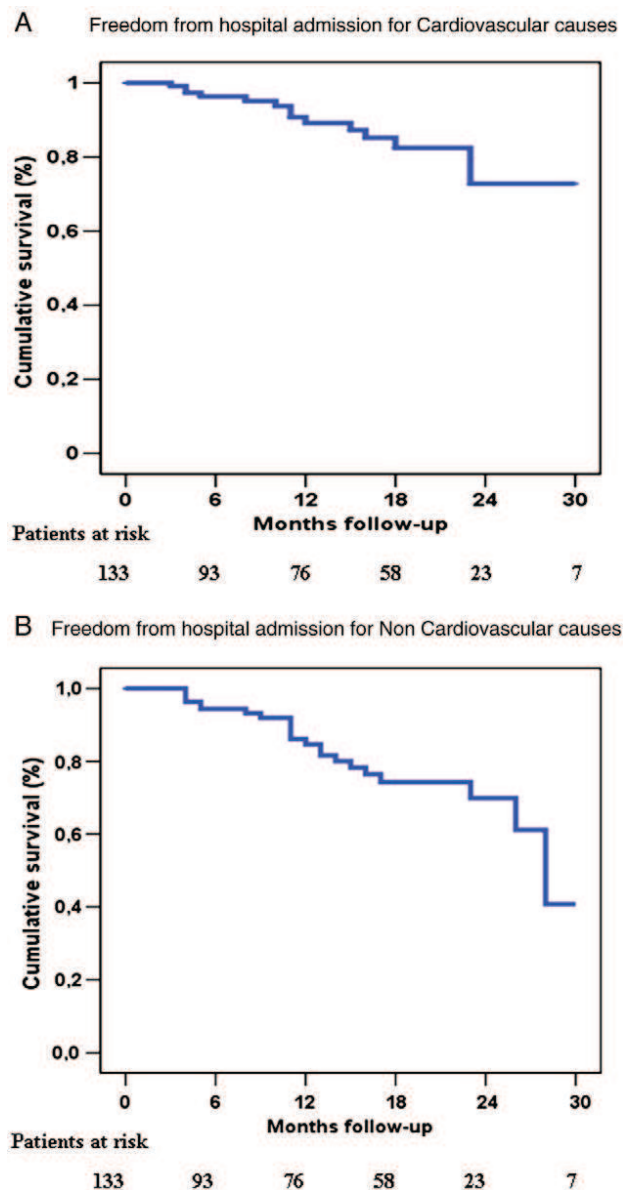 A Freedom from hospital admission for Cardiovascular causes
Cumulative survival (%)
1
0,8
0,6
0,4
0,2
0
0 6 12 18 24 30
Months follow-up
Patients at risk
133 93 76 58 23 7
B Freedom from hospital admission for Non Cardiovascular causes
Cumulative survival (%)
1,0
0,8
0,6
0,4
0,2
0,0
0 6 12 18 24 30
Months follow-up
Patients at risk
133 93 76 58 23 7